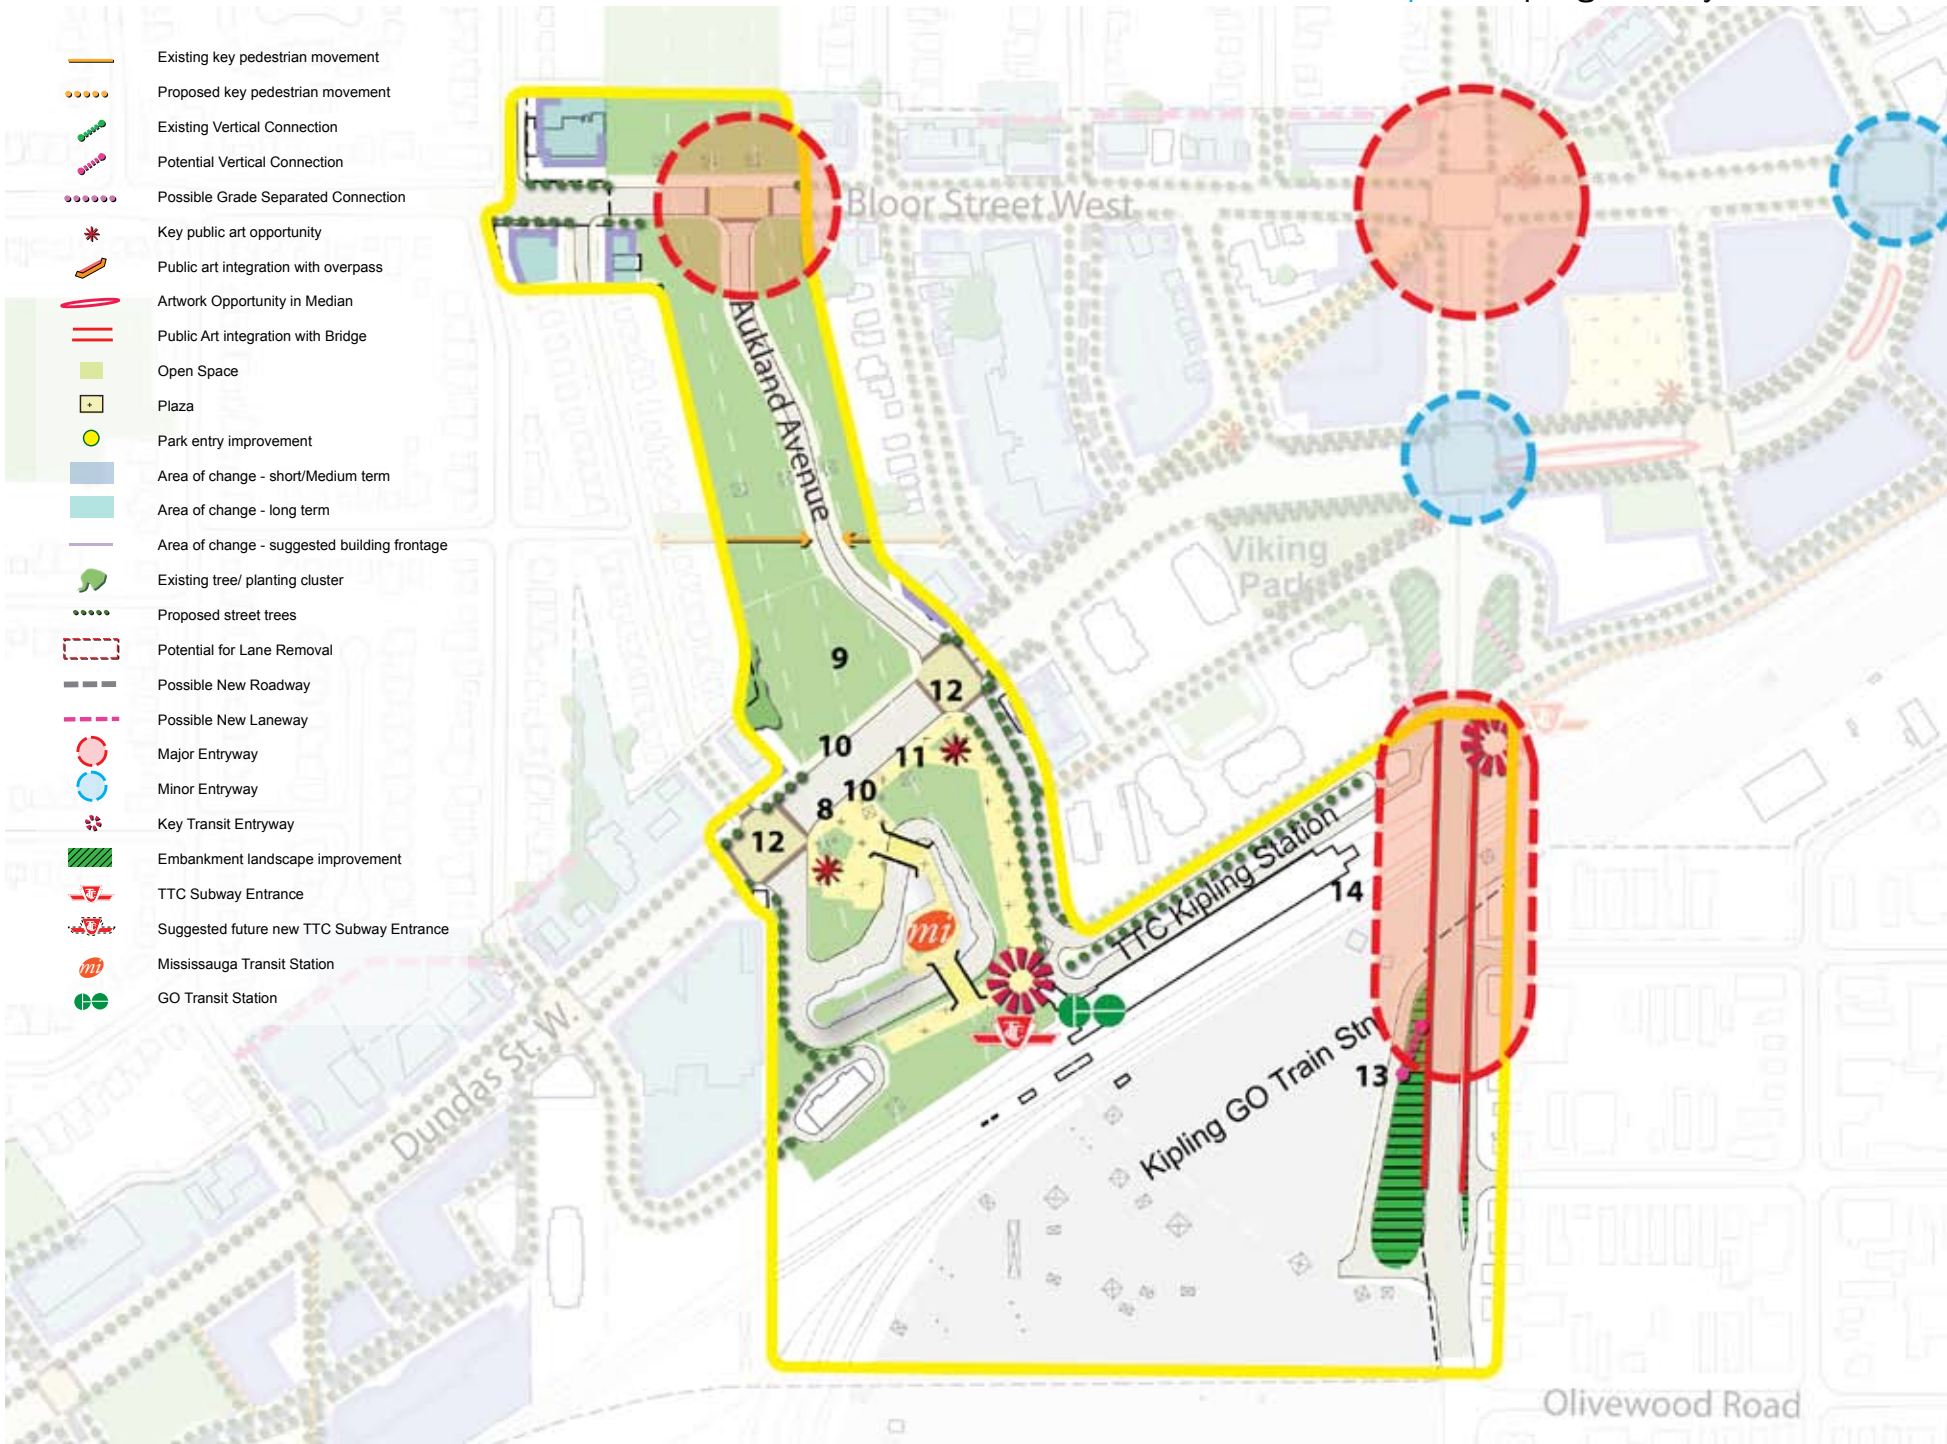 Existing key pedestrian movement
Proposed key pedestrian movement
Existing Vertical Connection
Potential Vertical Connection
Possible Grade Separated Connection
Key public art opportunity
Public art integration with overpass
Artwork Opportunity in Median
Public Art integration with Bridge
Open Space
Plaza
Park entry improvement
Area of change - short/Medium term
Area of change - long term
Area of change - suggested building frontage
Existing tree/ planting cluster
Proposed street trees
Potential for Lane Removal
Possible New Roadway
Possible New Laneway
Major Entryway
Minor Entryway
Key Transit Entryway
Embankment landscape improvement
TTC Subway Entrance
Suggested future new TTC Subway Entrance
mi
Mississauga Transit Station
GO Transit Station
Bloor Street West
Aukland Avenue
Viking
Park
9
12
10
11
10
8
12
mi
TTC Kipling Station
14
Kipling GO Train Stn
13
Dundas St. W.
Olivewood Road